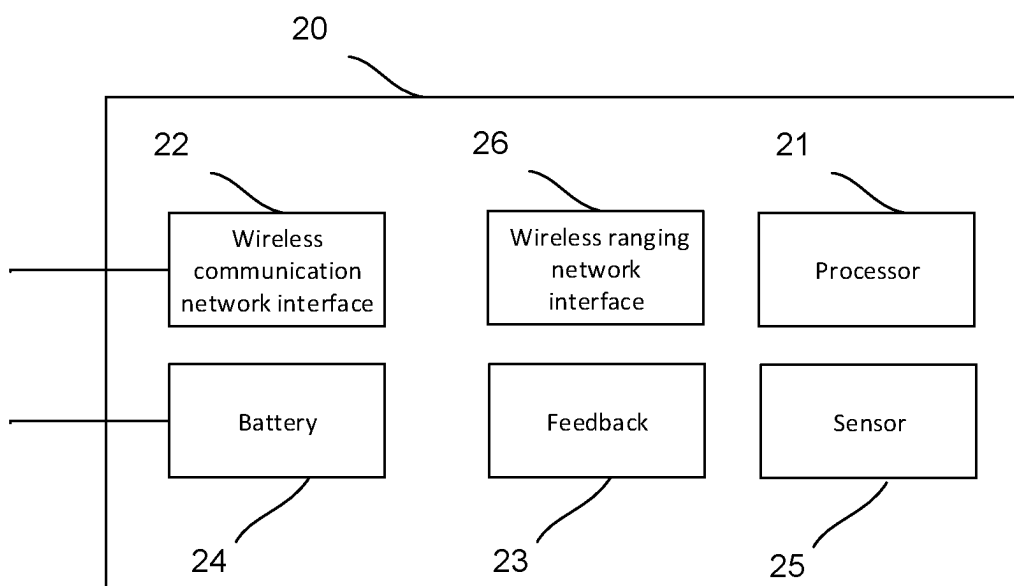 20
22
26
21
Wireless
communication
network interface
Wireless ranging
network
interface
Processor
Battery
Feedback
Sensor
24
23
25